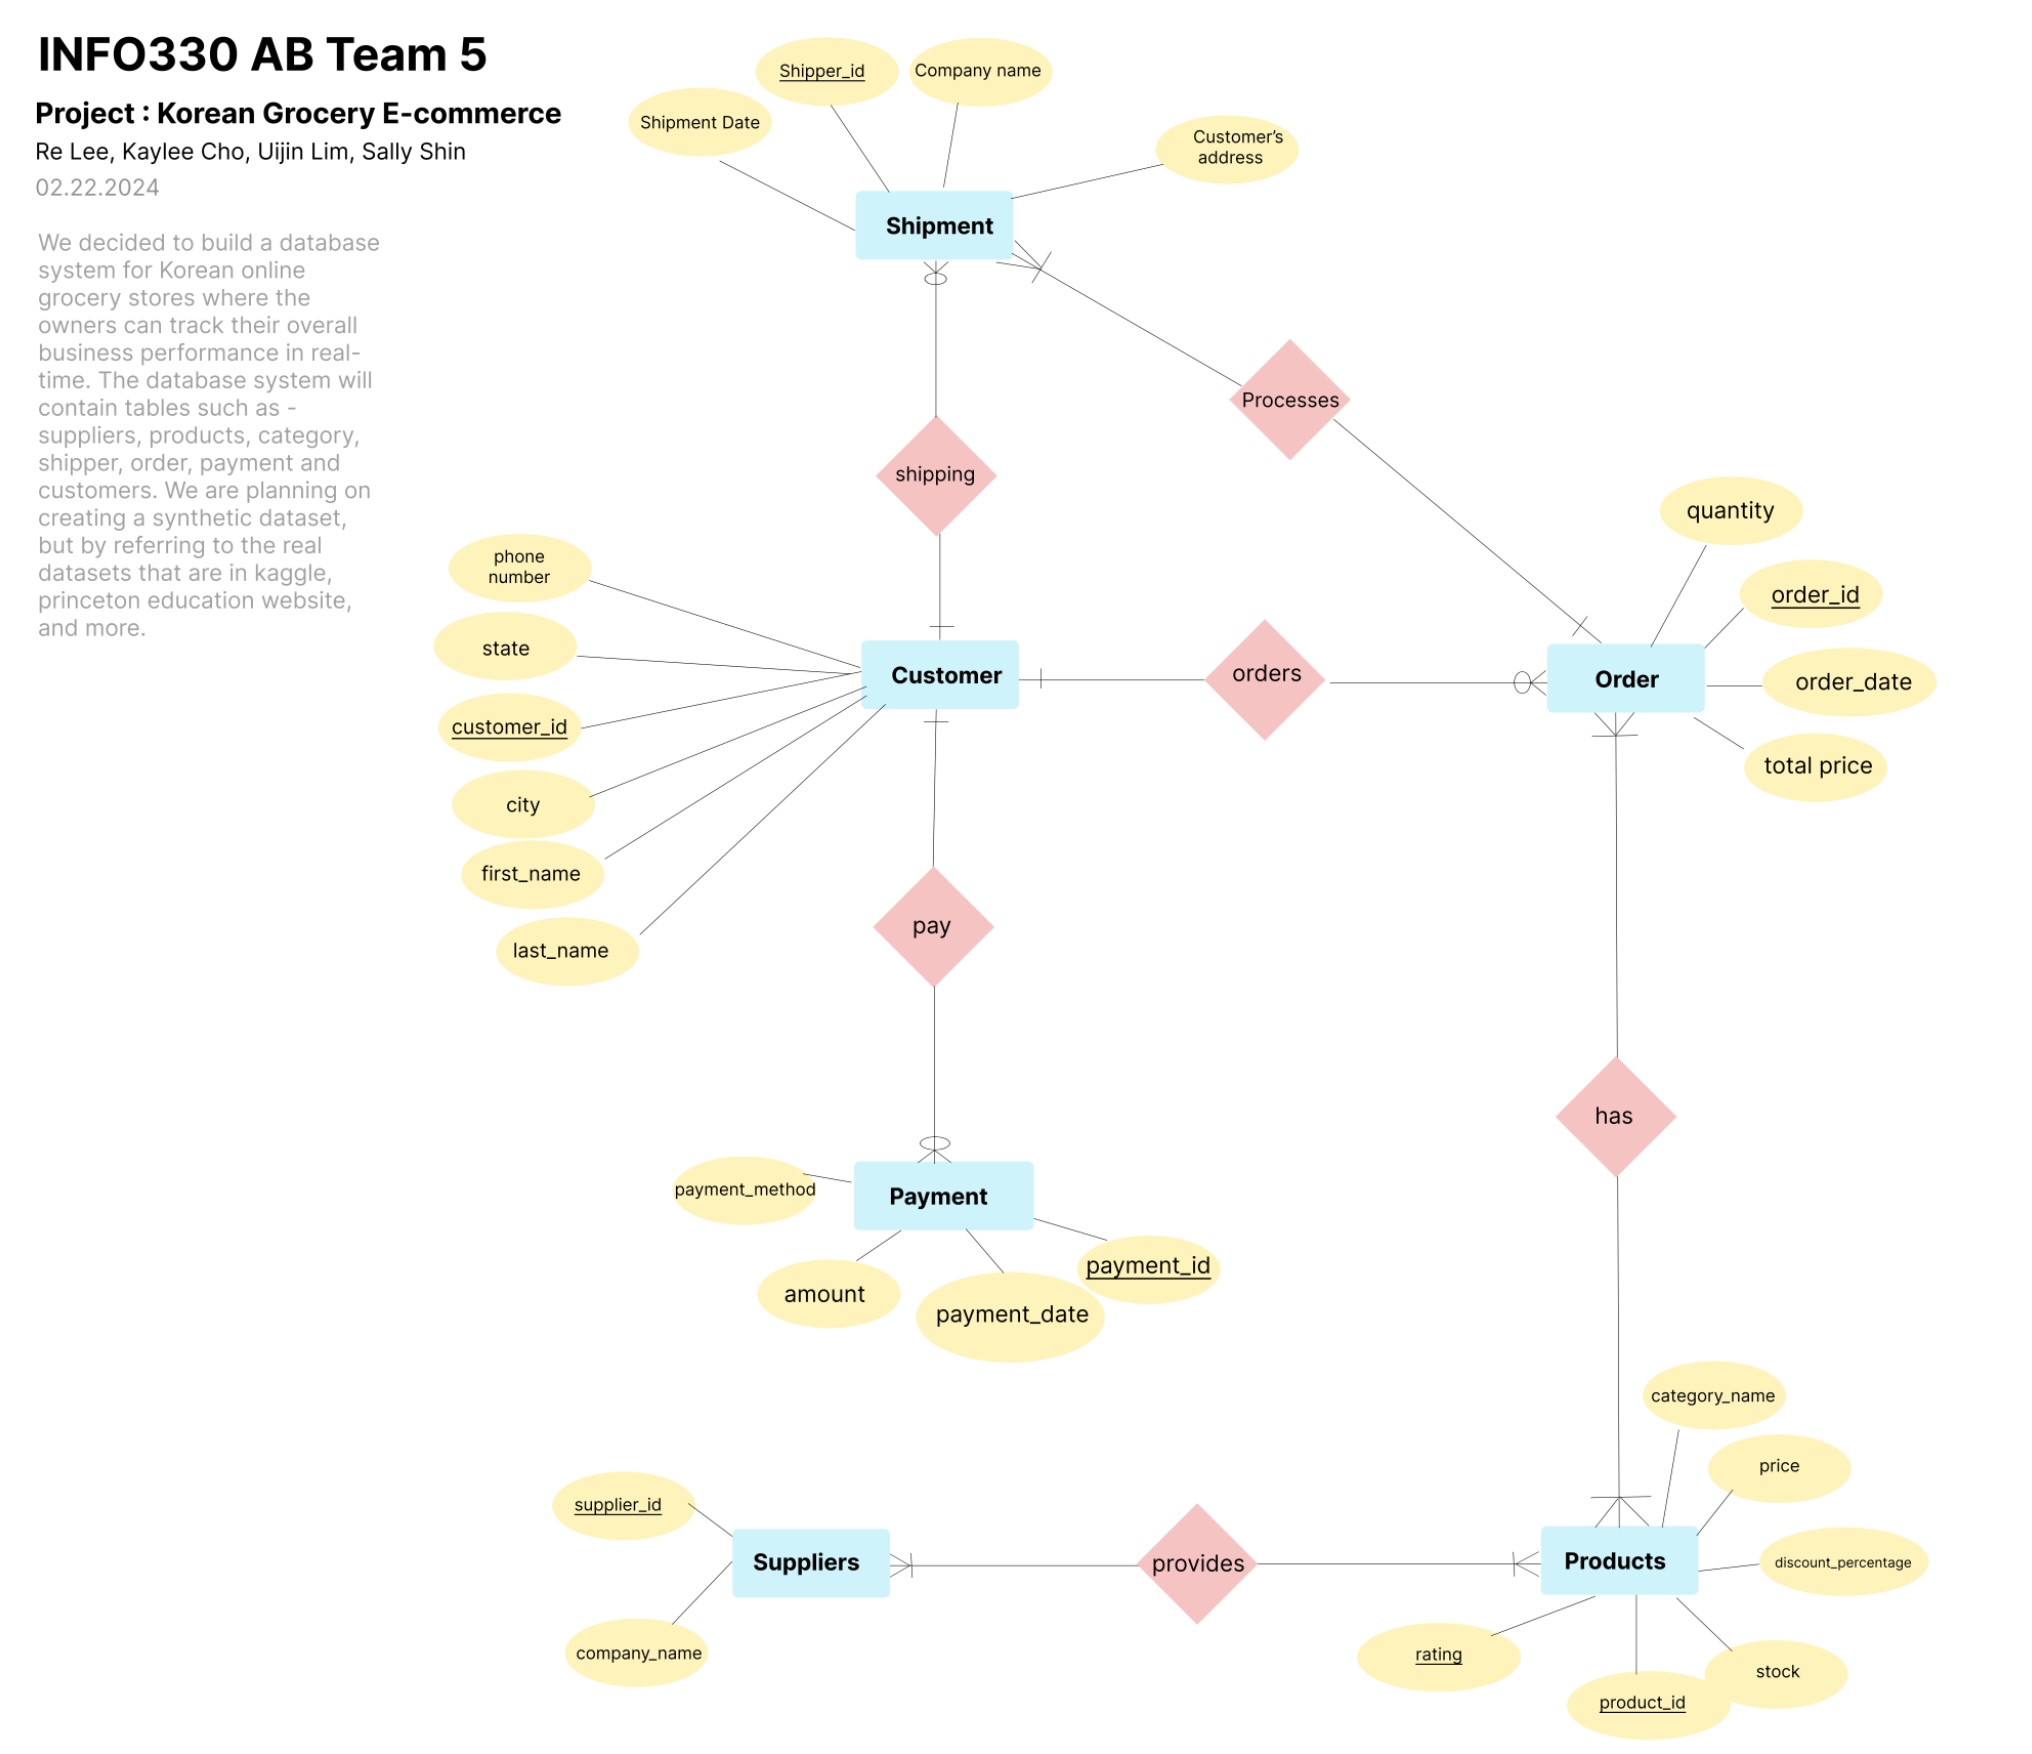 INFO330 AB Team 5
Project : Korean Grocery E-commerce
Re Lee, Kaylee Cho, Uijin Lim, Sally Shin
02.22.2024
We decided to build a database
system for Korean online
grocery stores where the
owners can track their overall
business performance in real-
time. The database system will
contain tables such as -
suppliers, products, category,
shipper, order, payment and
customers. We are planning on
creating a synthetic dataset,
but by referring to the real
datasets that are in kaggle,
princeton education website,
and more.
Shipper_id
Company name
Shipment Date
Customer's
address
Shipment
Processes
shipping
quantity
phone
number
order_id
state
Customer
orders
Order
order_date
customer_id
total price
city
first_name
last_name
pay
has
payment_method
Payment
payment_id
amount
payment_date
category_name
price
supplier_id
Suppliers
provides
Products
discount_percentage
company_name
rating
stock
product_id